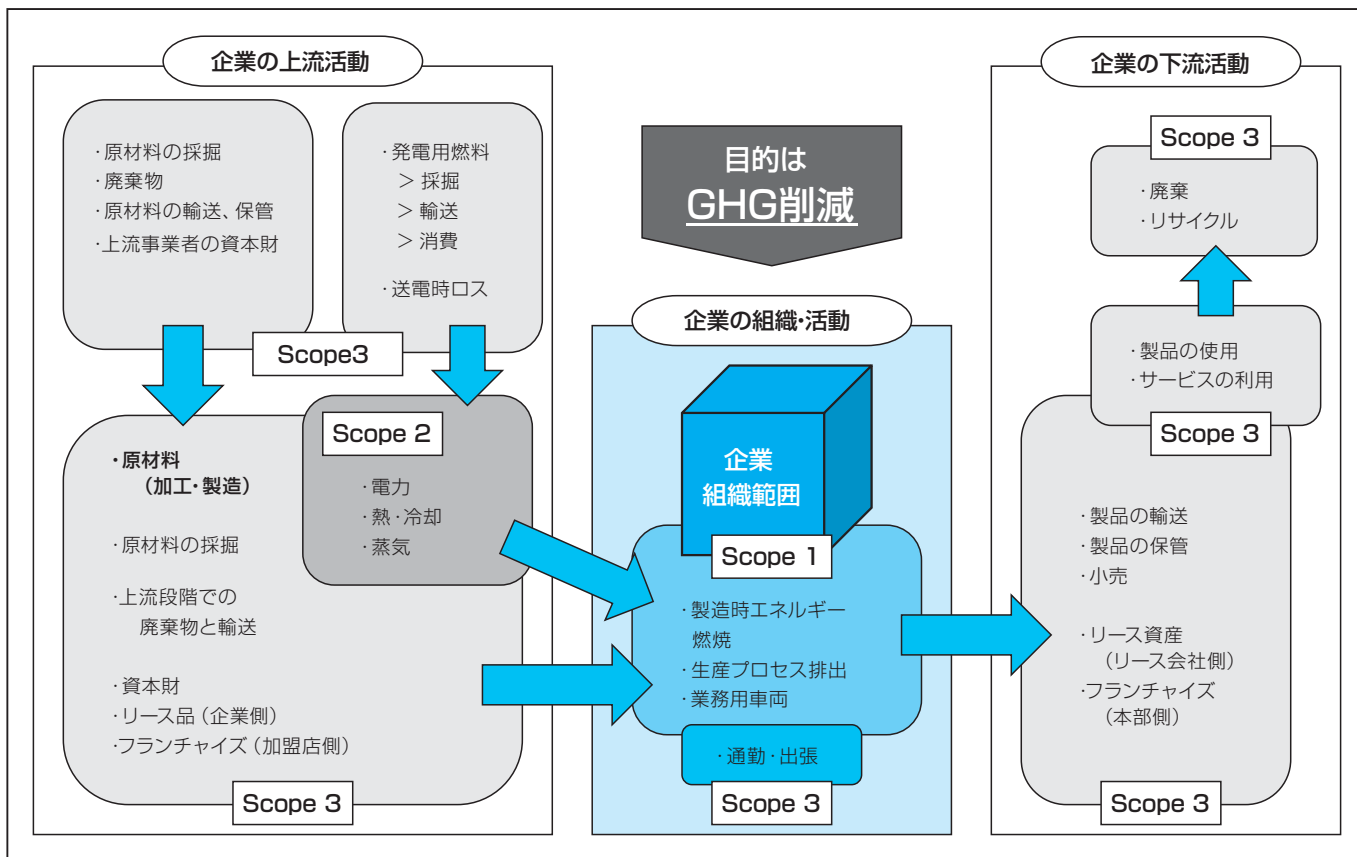 企業の上流活動
・原材料の採掘
・廃棄物
・原材料の輸送、保管
・上流事業者の資本財
・発電用燃料
＞ 採掘
＞ 輸送
＞ 消費
・送電時ロス
Scope3
Scope 2
・電力
・熱・冷却
・蒸気
・原材料
（加工・製造）
・原材料の採掘
・上流段階での
廃棄物と輸送
・資本財
・リース品（企業側）
・フランチャイズ（加盟店側）
Scope 3
目的は
GHG削減
企業の組織・活動
企業
組織範囲
Scope 1
・製造時エネルギー
燃焼
・生産プロセス排出
・業務用車両
・通勤・出張
Scope 3
企業の下流活動
Scope 3
・廃棄
・リサイクル
・製品の使用
・サービスの利用
Scope 3
・製品の輸送
・製品の保管
・小売
・リース資産
（リース会社側）
・フランチャイズ
（本部側）
Scope 3